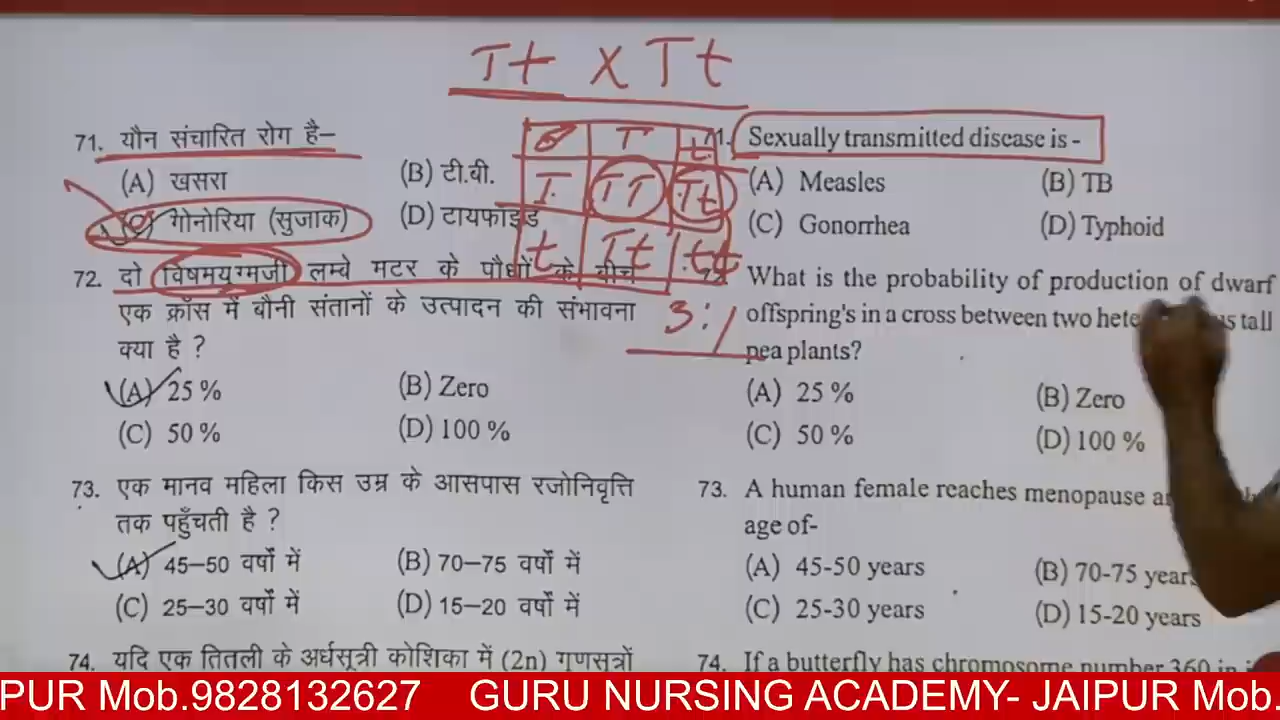 Tt X Tt
T t
T TT Tt
t Tt tt
3:1
71. यौन संचारित रोग है–
(A) खसरा (B) टी.बी.
गोनोरिया (सुजाक) (D) टायफाइड
72. दो विषमयुग्मजी लम्बे मटर के पौधों के बीच
एक क्रॉस में बौनी संतानों के उत्पादन की संभावना
क्या है ?
(A) 25 % (B) Zero
(C) 50 % (D) 100 %
73. एक मानव महिला किस उम्र के आसपास रजोनिवृत्ति
तक पहुँचती है ?
(A) 45–50 वर्षों में (B) 70–75 वर्षों में
(C) 25–30 वर्षों में (D) 15–20 वर्षों में
74. यदि एक तितली के अर्धसूत्री कोशिका में (2n) गुणसूत्रों
Sexually transmitted disease is -
(A) Measles (B) TB
(C) Gonorrhea (D) Typhoid
What is the probability of production of dwarf
offspring's in a cross between two tall
pea plants?
(A) 25 % (B) Zero
(C) 50 % (D) 100 %
73. A human female reaches menopause
age of-
(A) 45-50 years (B) 70-75 years
(C) 25-30 years (D) 15-20 years
74. If a butterfly has chromosome number 360 in
PUR Mob.9828132627 GURU NURSING ACADEMY- JAIPUR Mob.